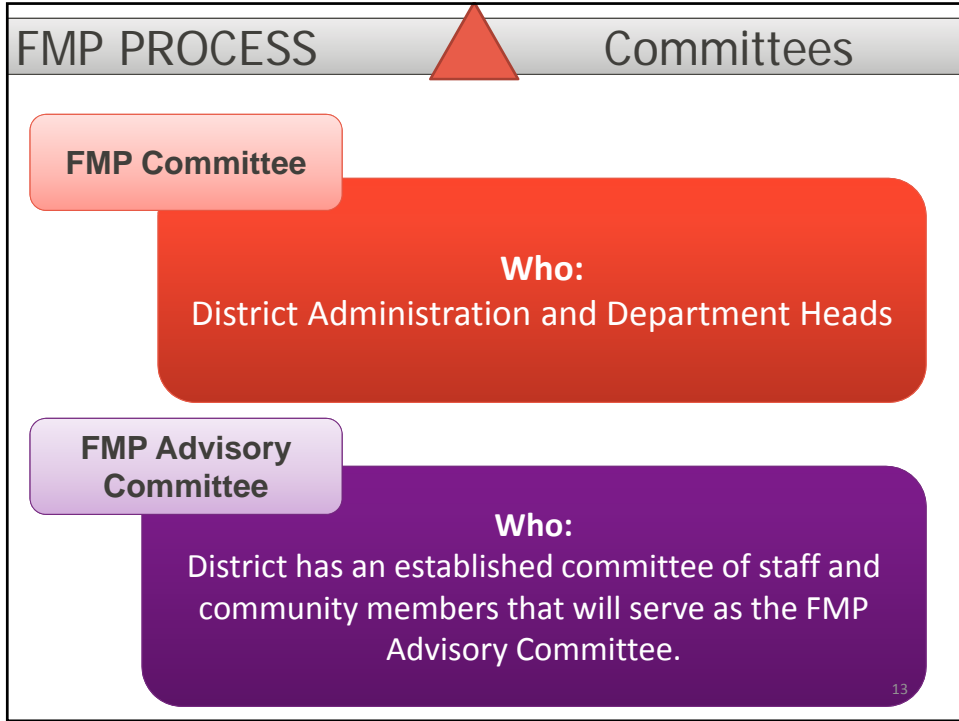 FMP PROCESS Committees
FMP Committee
Who:
District Administration and Department Heads
FMP Advisory
Committee
Who:
District has an established committee of staff and
community members that will serve as the FMP
Advisory Committee.
13